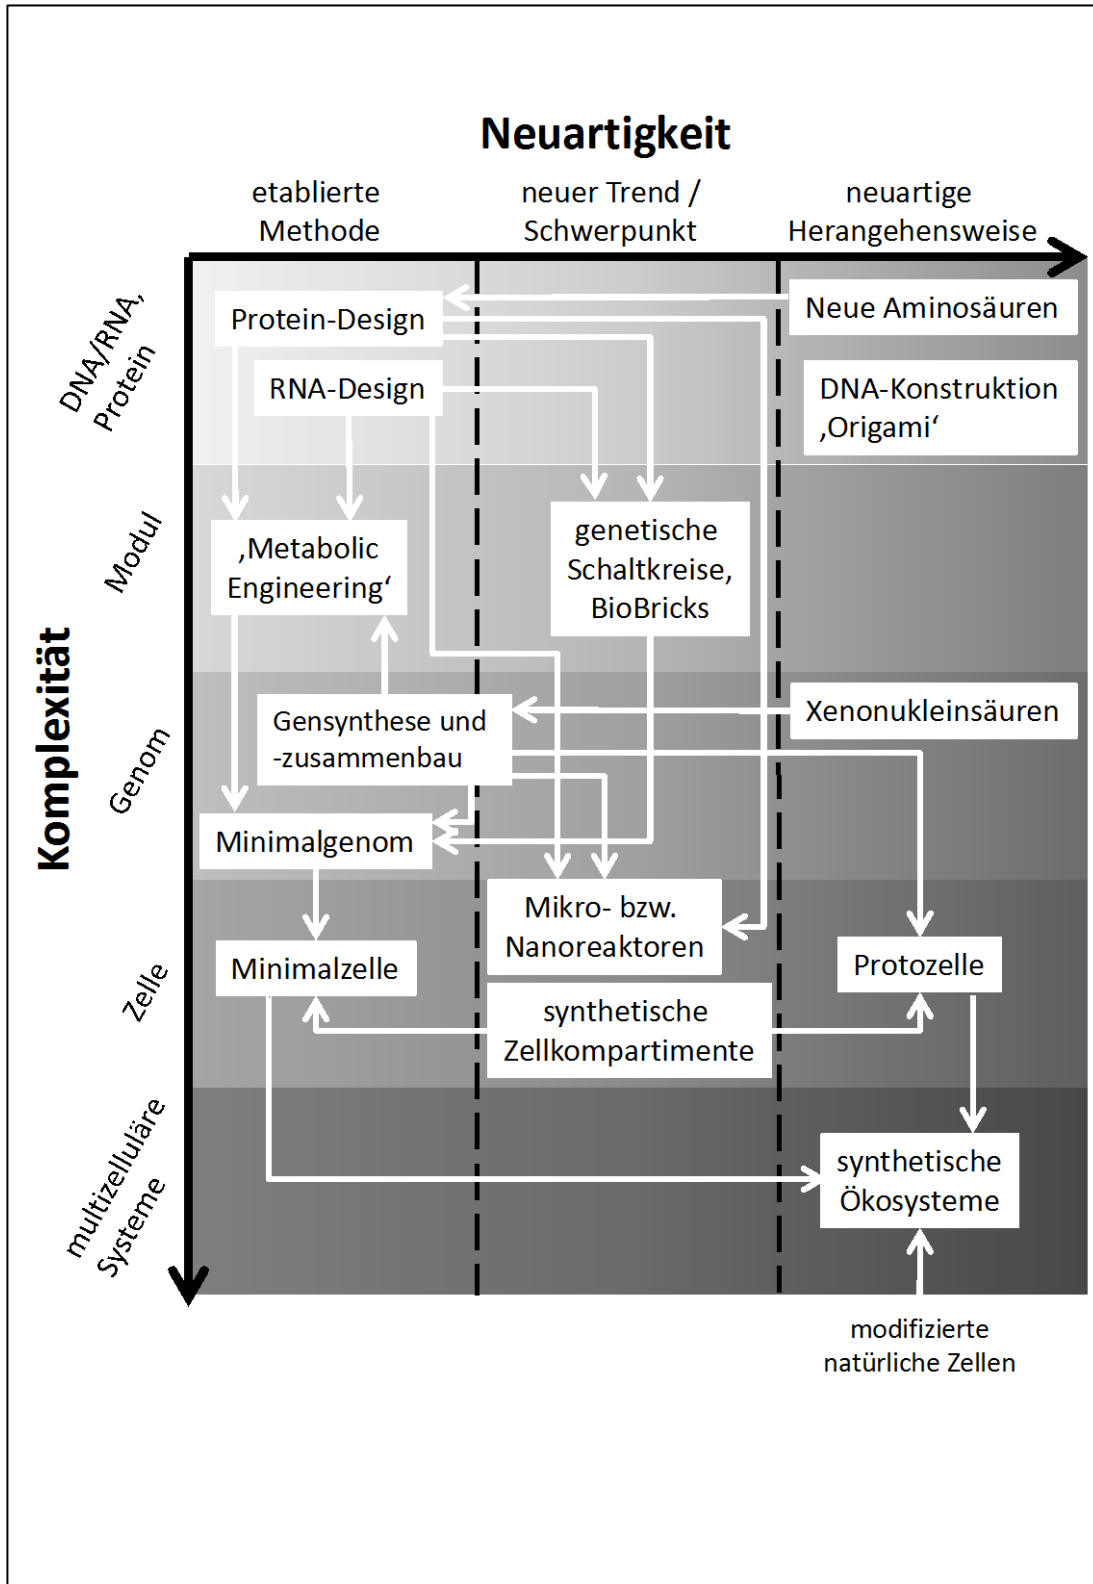 Neuartigkeit
etablierte
Methode
neuer Trend /
Schwerpunkt
neuartige
Herangehensweise
Komplexität
DNA/RNA,
Protein
Protein-Design
Neue Aminosäuren
RNA-Design
DNA-Konstruktion
‚Origami‘
Modul
‚Metabolic
Engineering‘
genetische
Schaltkreise,
BioBricks
Genom
Gensynthese und
-zusammenbau
Xenonukleinsäuren
Minimalgenom
Zelle
Mikro- bzw.
Nanoreaktoren
Minimalzelle
Protozelle
synthetische
Zellkompartimente
multizelluläre
Systeme
synthetische
Ökosysteme
modifizierte
natürliche Zellen